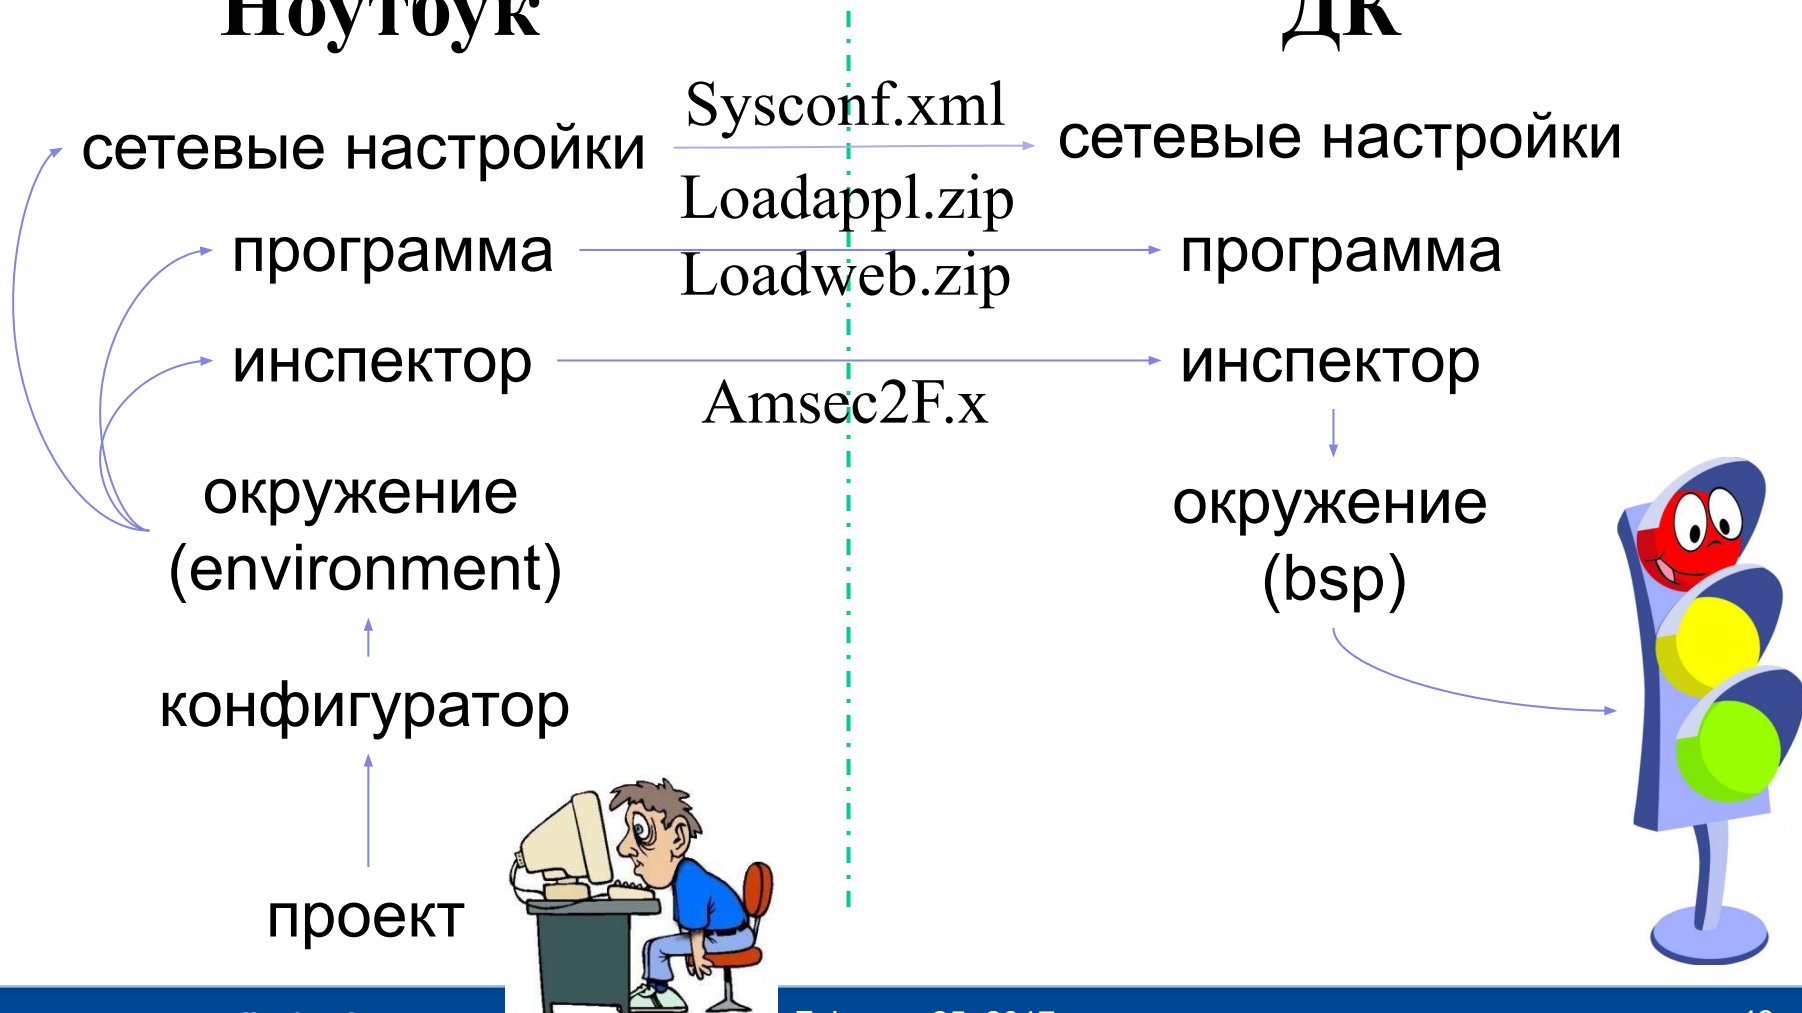 Ноутбук
ДК
сетевые настройки
Sysconf.xml
сетевые настройки
Loadappl.zip
программа
Loadweb.zip
программа
инспектор
Amsec2F.x
инспектор
окружение
(environment)
окружение
(bsp)
конфигуратор
проект